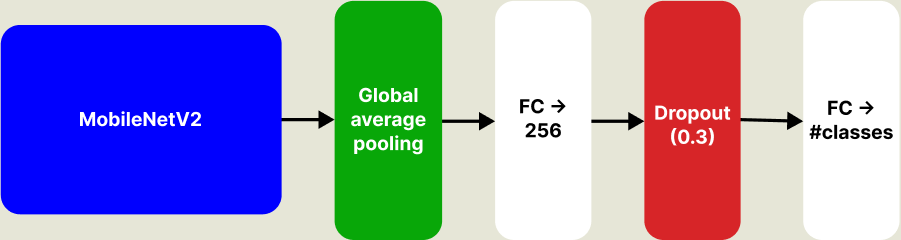 MobileNetV2
Global
average
pooling
FC →
256
Dropout
(0.3)
FC →
#classes